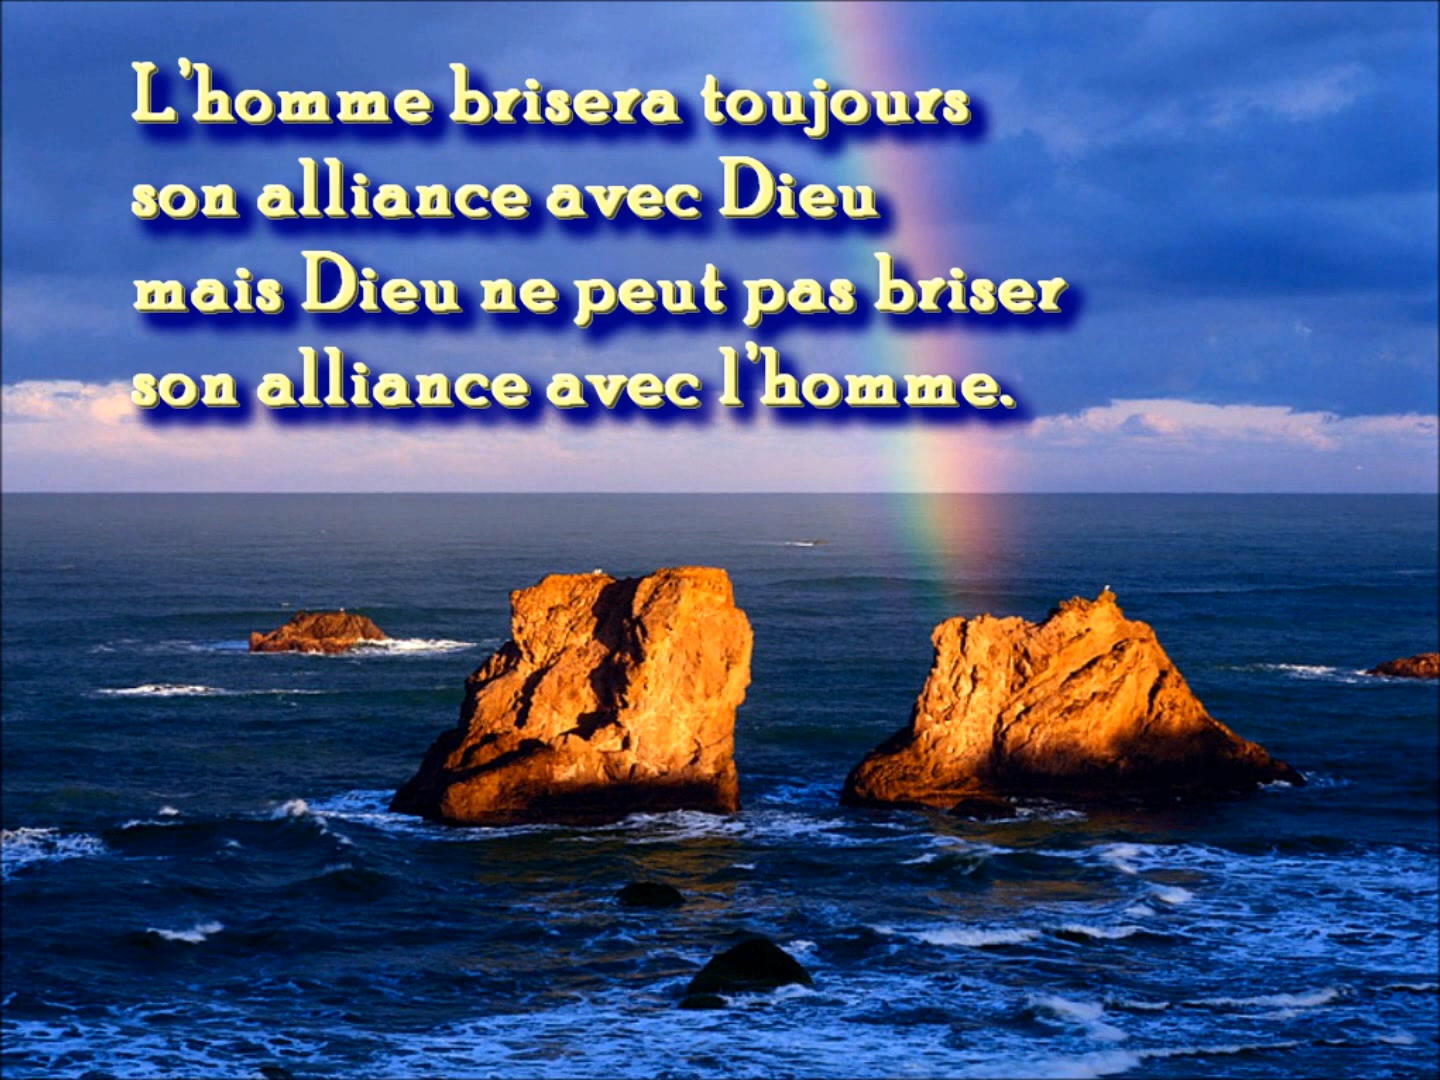 L'homme brisera toujours
son alliance avec Dieu
mais Dieu ne peut pas briser
son alliance avec l'homme.